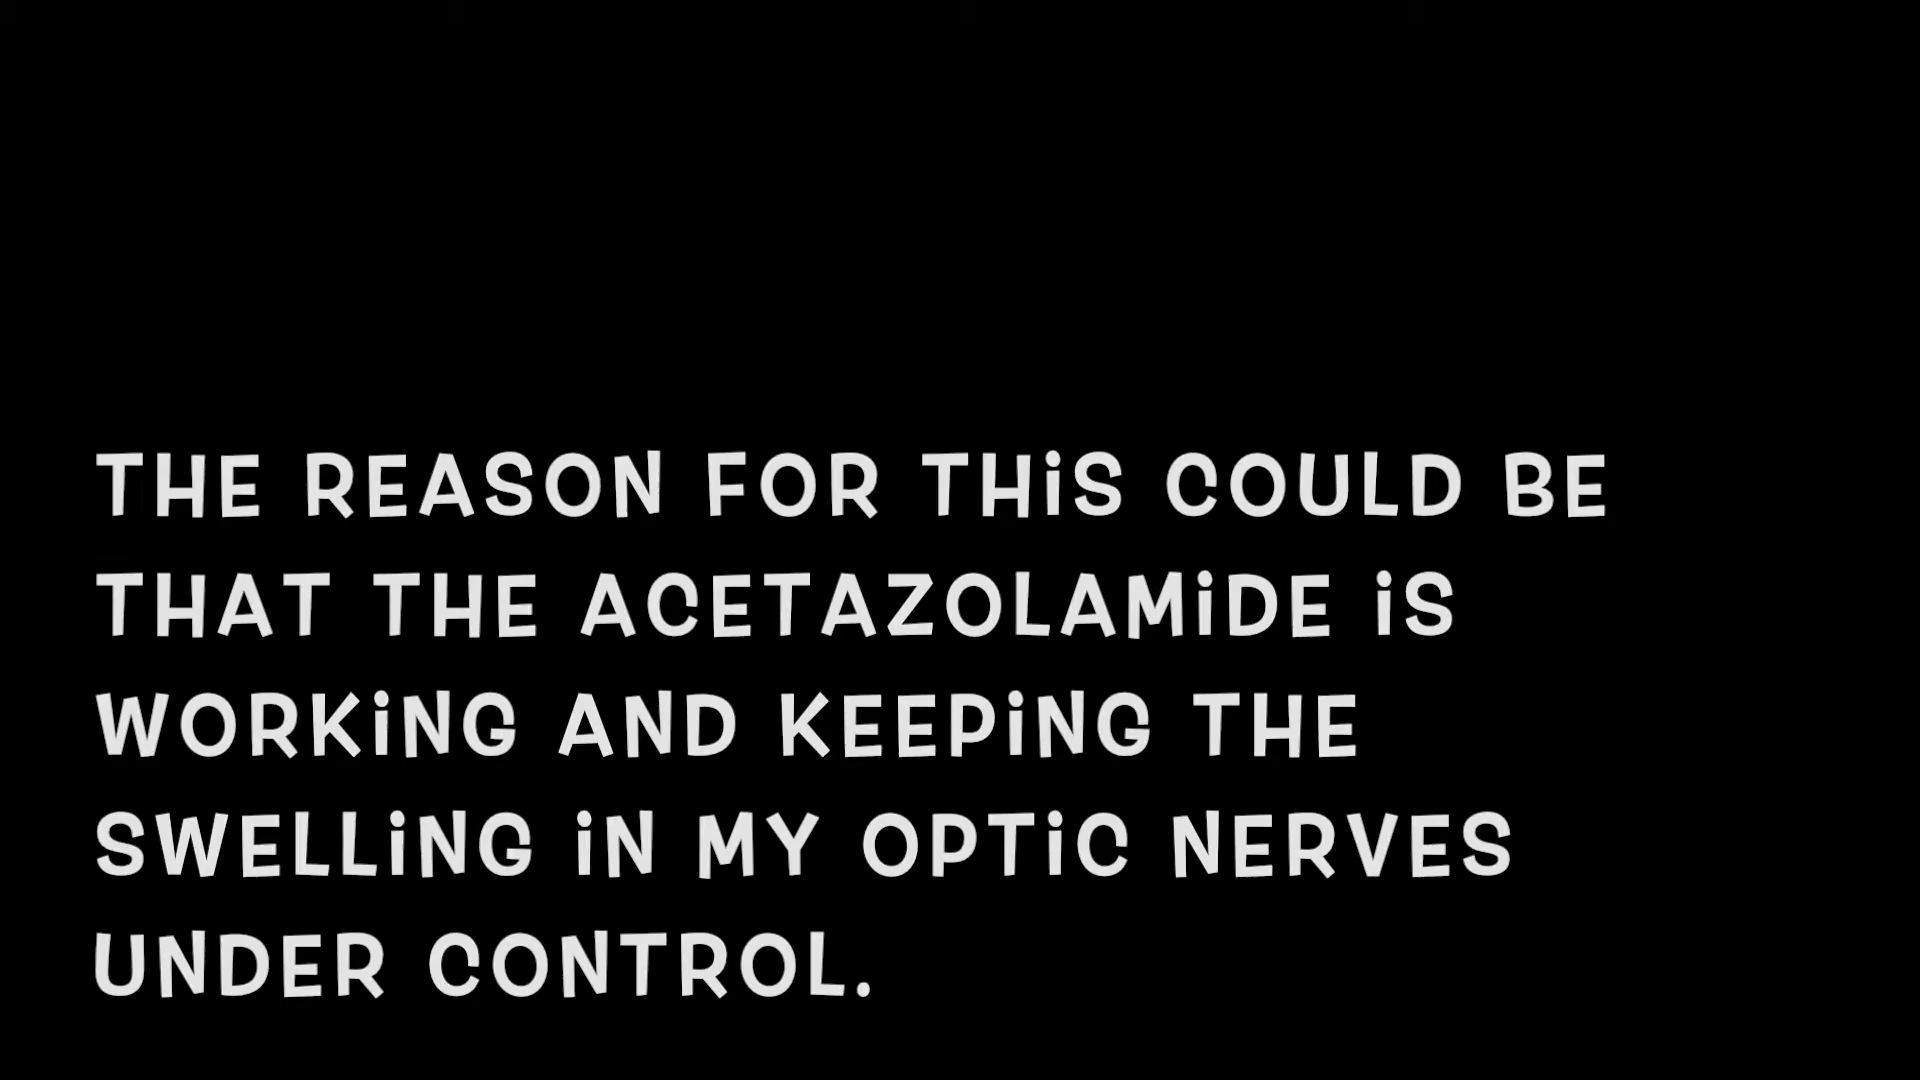 THE REASON FOR THiS COULD BE
THAT THE ACETAZOLAMiDE iS
WORKiNG AND KEEPiNG THE
SWELLiNG iN MY OPTiC NERVES
UNDER CONTROL.